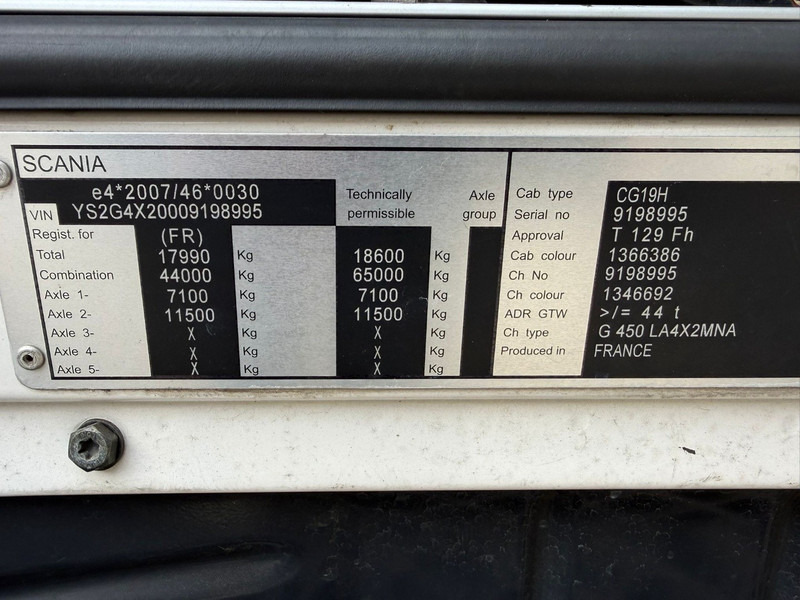 SCANIA
e4*2007/46*0030
VIN YS2G4X20009198995
Technically permissible
Axle group
Regist. for (FR)
Total 17990 Kg 18600 Kg
Combination 44000 Kg 65000 Kg
Axle 1- 7100 Kg 7100 Kg
Axle 2- 11500 Kg 11500 Kg
Axle 3- X Kg X Kg
Axle 4- X Kg X Kg
Axle 5- X Kg X Kg
Cab type CG19H
Serial no 9198995
Approval T 129 Fh
Cab colour 1366386
Ch No 9198995
Ch colour 1346692
ADR GTW >/= 44 t
Ch type G 450 LA4X2MNA
Produced in FRANCE